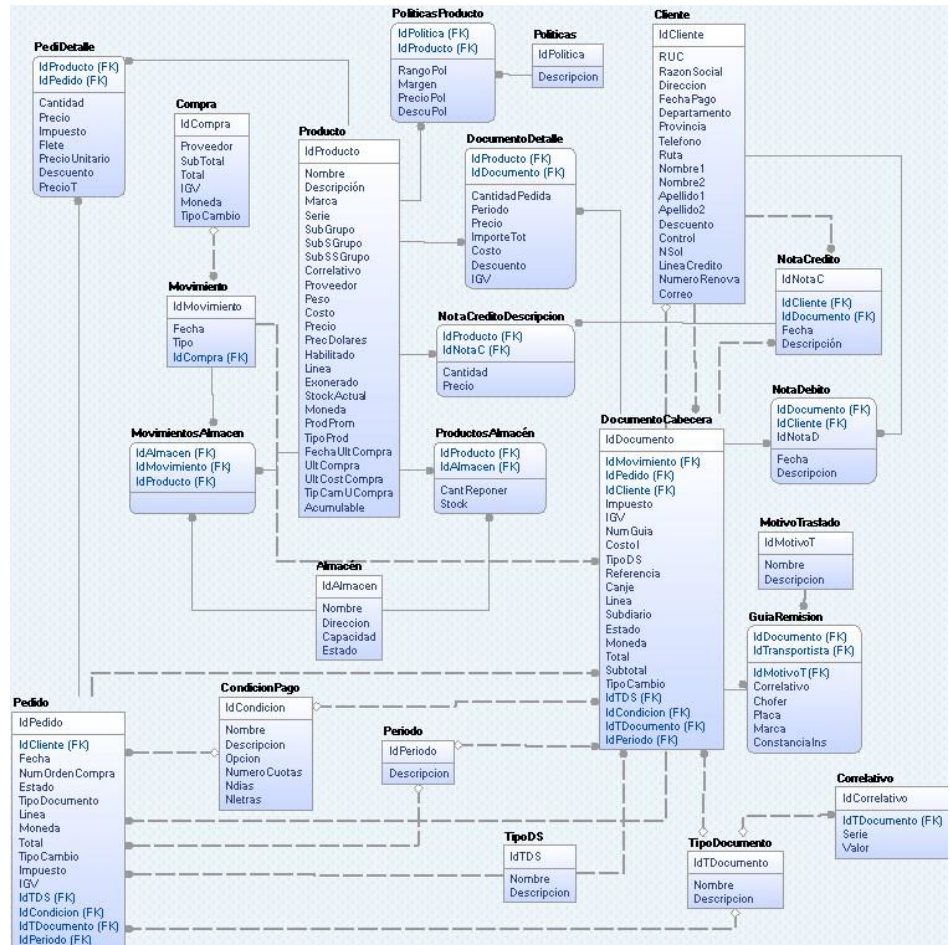 PediDetalle
IdProducto (FK)
IdPedido (FK)
Cantidad
Precio
Impuesto
Flete
PrecioUnitario
Descuento
PrecioT
Compra
IdCompra
Proveedor
SubTotal
Total
IGV
Moneda
TipoCambio
Movimiento
IdMovimiento
Fecha
Tipo
IdCompra (FK)
MovimientosAlmacen
IdAlmacen (FK)
IdMovimiento (FK)
IdProducto (FK)
Producto
IdProducto
Nombre
Descripción
Marca
Serie
SubGrupo
SubSGrupo
SubSSGrupo
Correlativo
Proveedor
Peso
Costo
Precio
PrecDolares
Habilitado
Linea
Exonerado
StockActual
Moneda
ProdProm
TipoProd
FechaUltCompra
UltCompra
UltCostCompra
TipCamUCompra
Acumulable
PoliticasProducto
IdPolitica (FK)
IdProducto (FK)
RangoPol
Margen
PrecioPol
DescuPol
Politicas
IdPolitica
Descripcion
DocumentoDetalle
IdProducto (FK)
IdDocumento (FK)
CantidadPedida
Periodo
Precio
ImporteTot
Costo
Descuento
IGV
NotaCreditoDescripcion
IdProducto (FK)
IdNotaC (FK)
Cantidad
Precio
ProductosAlmacén
IdProducto (FK)
IdAlmacen (FK)
CantReponer
Stock
Almacén
IdAlmacen
Nombre
Direccion
Capacidad
Estado
Cliente
IdCliente
RUC
RazonSocial
Direccion
FechaPago
Departamento
Provincia
Telefono
Ruta
Nombre1
Nombre2
Apellido1
Apellido2
Descuento
Control
NSol
LineaCredito
NumeroRenova
Correo
NotaCredito
IdNotaC
IdCliente (FK)
IdDocumento (FK)
Fecha
Descripción
NotaDebito
IdDocumento (FK)
IdCliente (FK)
IdNotaD
Fecha
Descripcion
DocumentoCabecera
IdDocumento
IdMovimiento (FK)
IdPedido (FK)
IdCliente (FK)
Impuesto
IGV
NumGuia
CostoI
TipoDS
Referencia
Canje
Linea
Subdiario
Estado
Moneda
Total
Subtotal
TipoCambio
IdTDS (FK)
IdCondicion (FK)
IdTDocumento (FK)
IdPeriodo (FK)
MotivoTraslado
IdMotivoT
Nombre
Descripcion
GuiaRemision
IdDocumento (FK)
IdTransportista (FK)
IdMotivoT (FK)
Correlativo
Chofer
Placa
Marca
ConstanciaIns
Pedido
IdPedido
IdCliente (FK)
Fecha
NumOrdenCompra
Estado
TipoDocumento
Linea
Moneda
Total
TipoCambio
Impuesto
IGV
IdTDS (FK)
IdCondicion (FK)
IdTDocumento (FK)
IdPeriodo (FK)
CondicionPago
IdCondicion
Nombre
Descripcion
Opcion
NumeroCuotas
Ndias
Nletras
Periodo
IdPeriodo
Descripcion
TipoDS
IdTDS
Nombre
Descripcion
TipoDocumento
IdTDocumento
Nombre
Descripcion
Correlativo
IdCorrelativo
IdTDocumento (FK)
Serie
Valor